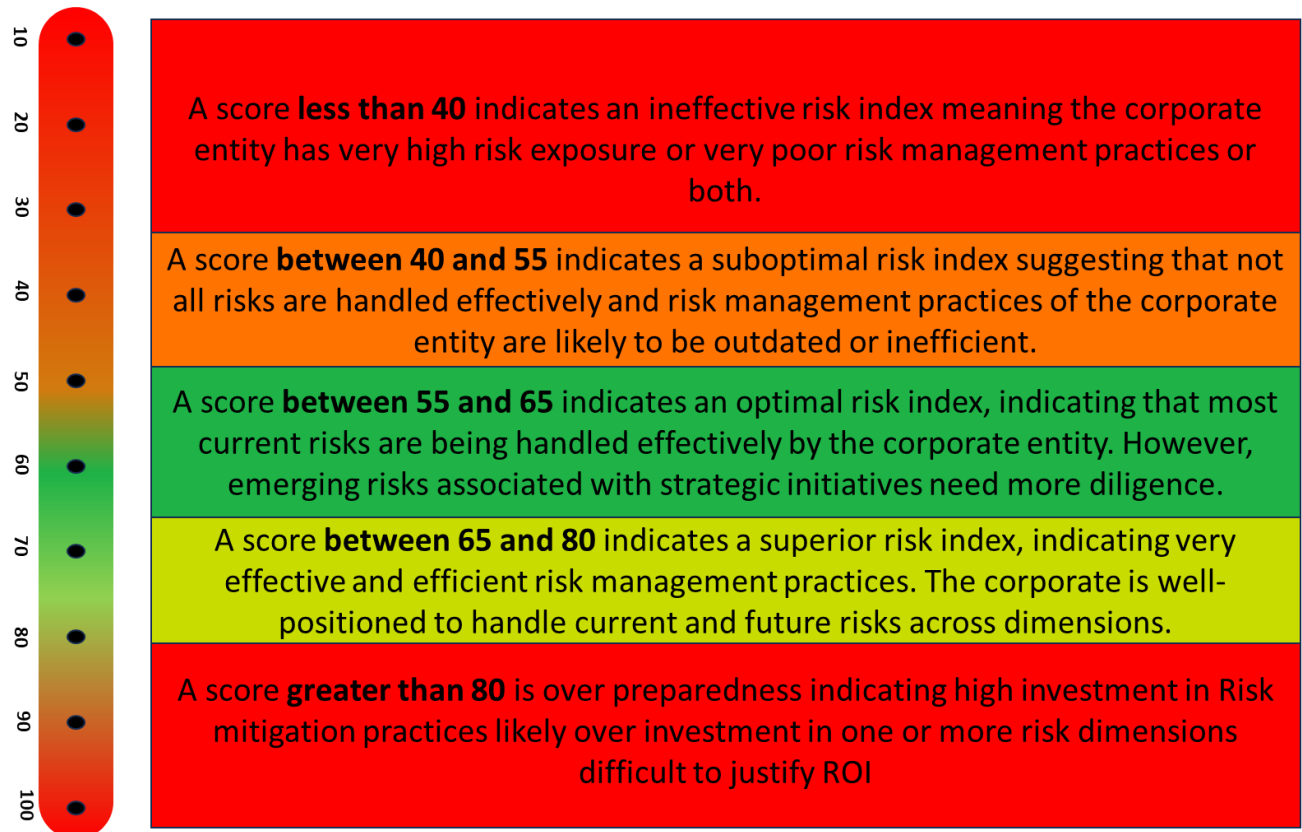 10
20
30
40
50
60
70
80
90
100
A score less than 40 indicates an ineffective risk index meaning the corporate
entity has very high risk exposure or very poor risk management practices or
both.
A score between 40 and 55 indicates a suboptimal risk index suggesting that not
all risks are handled effectively and risk management practices of the corporate
entity are likely to be outdated or inefficient.
A score between 55 and 65 indicates an optimal risk index, indicating that most
current risks are being handled effectively by the corporate entity. However,
emerging risks associated with strategic initiatives need more diligence.
A score between 65 and 80 indicates a superior risk index, indicating very
effective and efficient risk management practices. The corporate is well-
positioned to handle current and future risks across dimensions.
A score greater than 80 is over preparedness indicating high investment in Risk
mitigation practices likely over investment in one or more risk dimensions
difficult to justify ROI